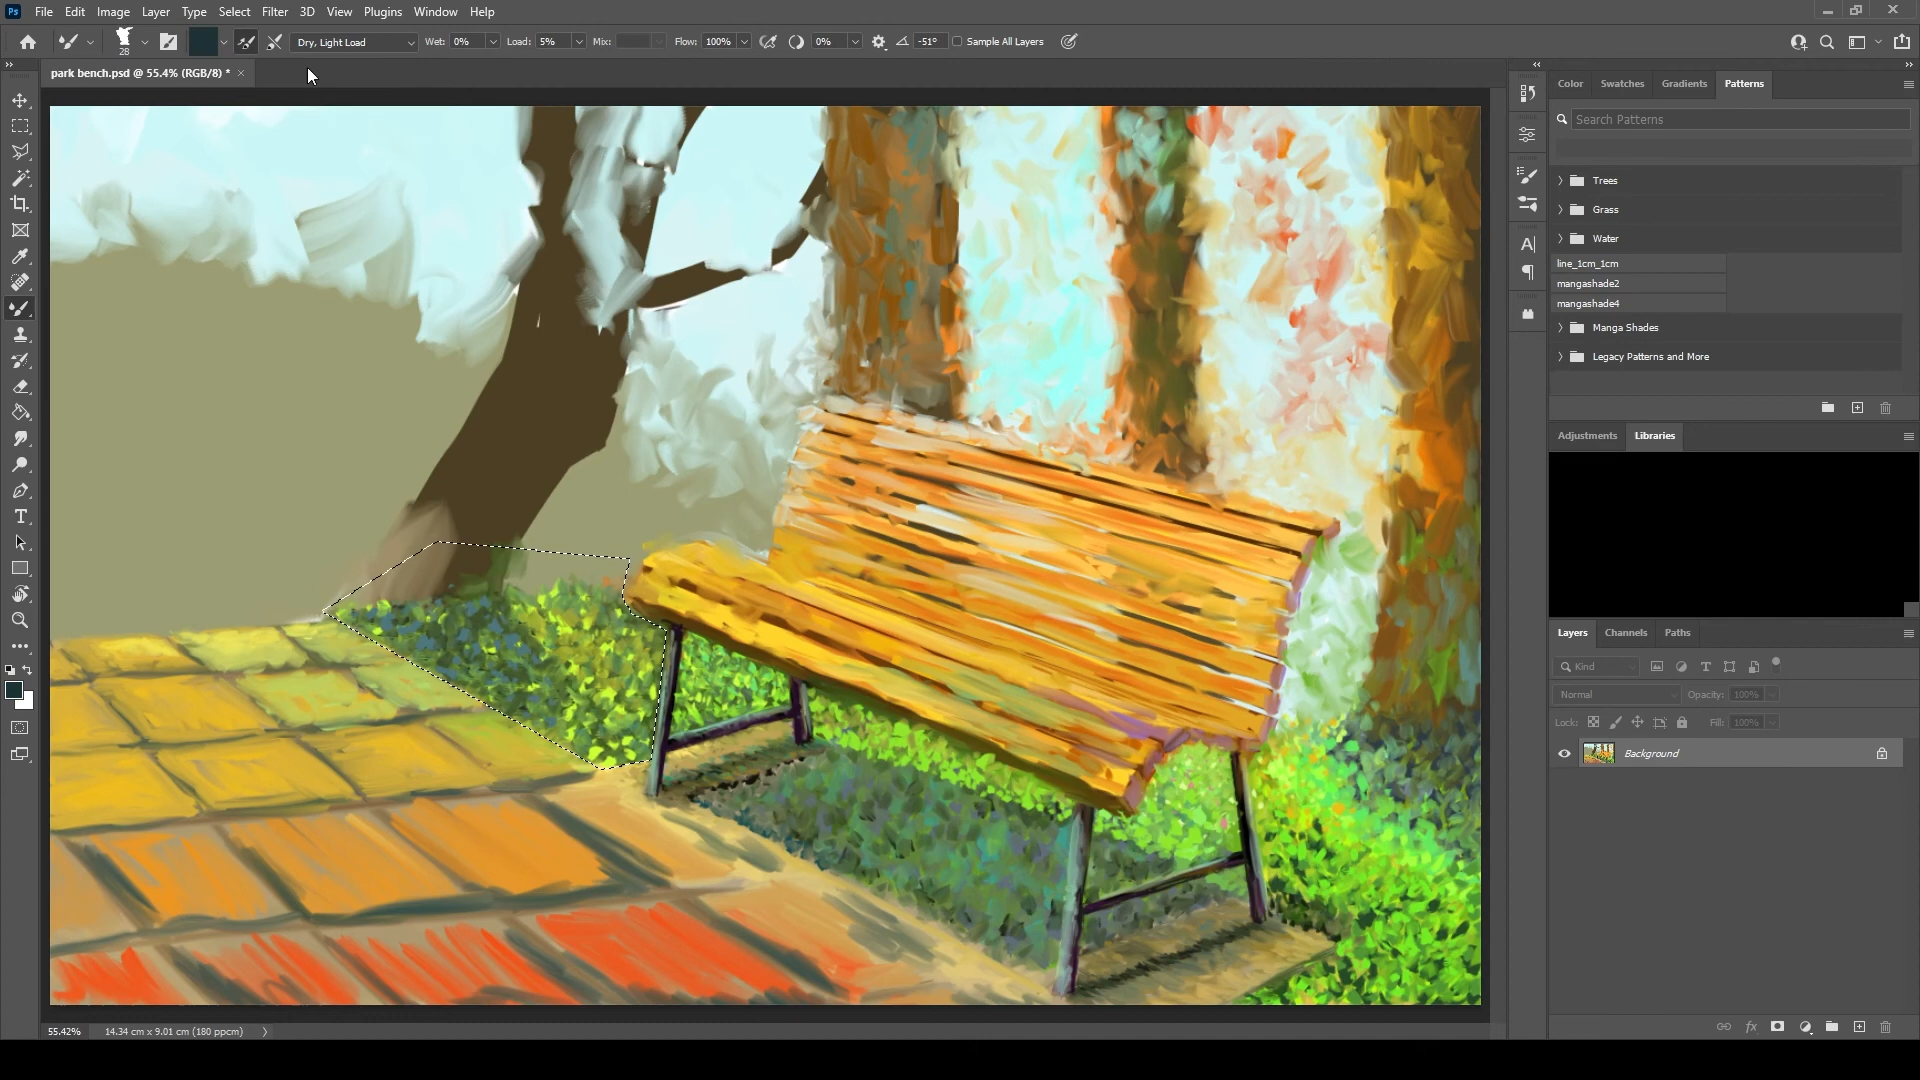 Ps File Edit Image Layer Type Select Filter 3D View Plugins Window Help
28 Dry, Light Load Wet: 0% Load: 5% Mix: Flow: 100% 0% -51° Sample All Layers
park bench.psd @ 55.4% (RGB/8) *
Color Swatches Gradients Patterns
Search Patterns
Trees
Grass
Water
line_1cm_1cm
mangashade2
mangashade4
Manga Shades
Legacy Patterns and More
Adjustments Libraries
Layers Channels Paths
Kind
Normal Opacity: 100%
Lock: Fill: 100%
Background
55.42% 14.34 cm x 9.01 cm (180 ppcm)